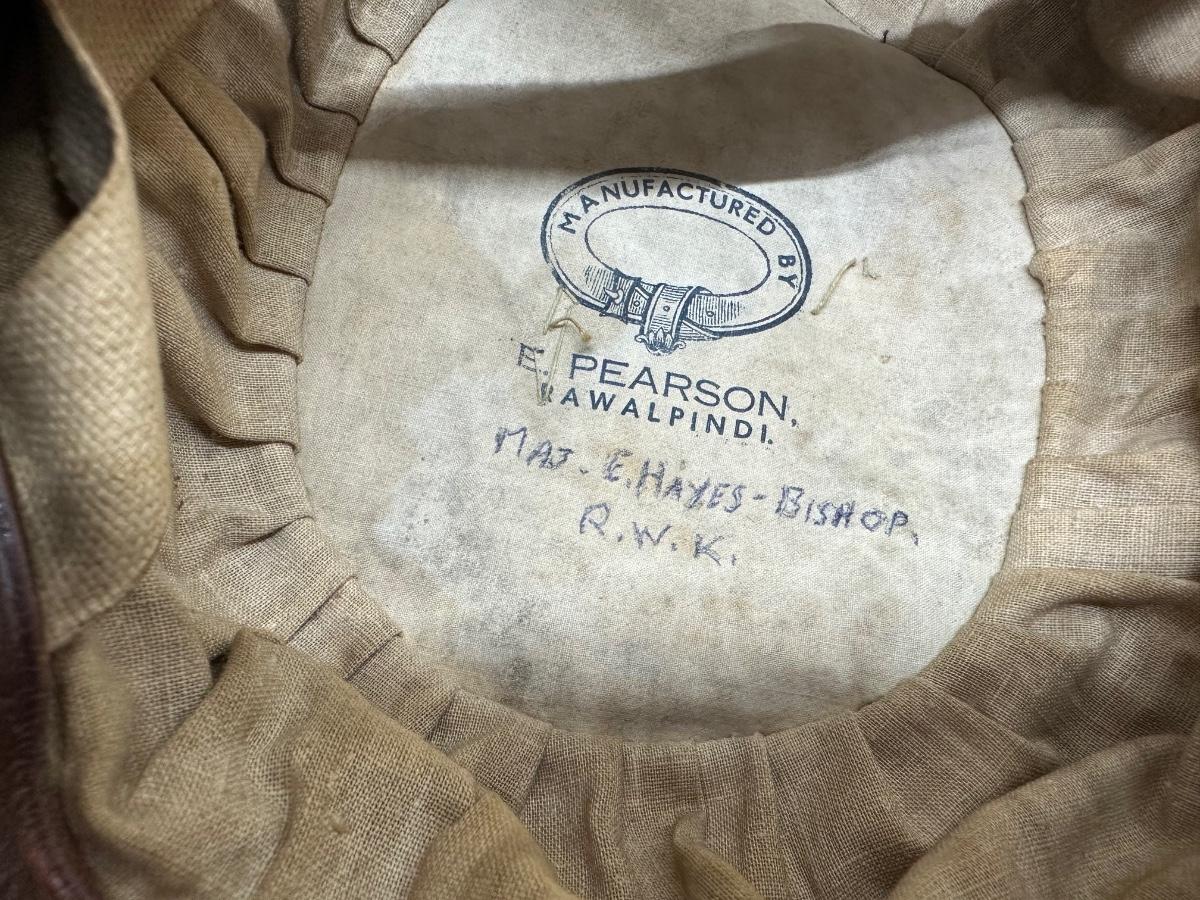 MANUFACTURED BY
E. PEARSON,
RAWALPINDI.
MAJ. E. HAYES-BISHOP.
R.W.K.